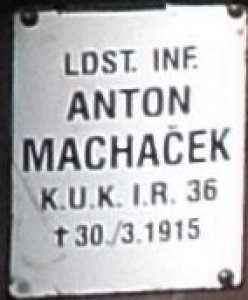 LDST. INF.
ANTON
MACHAČEK
K.U.K. I.R. 36
†30./3.1915